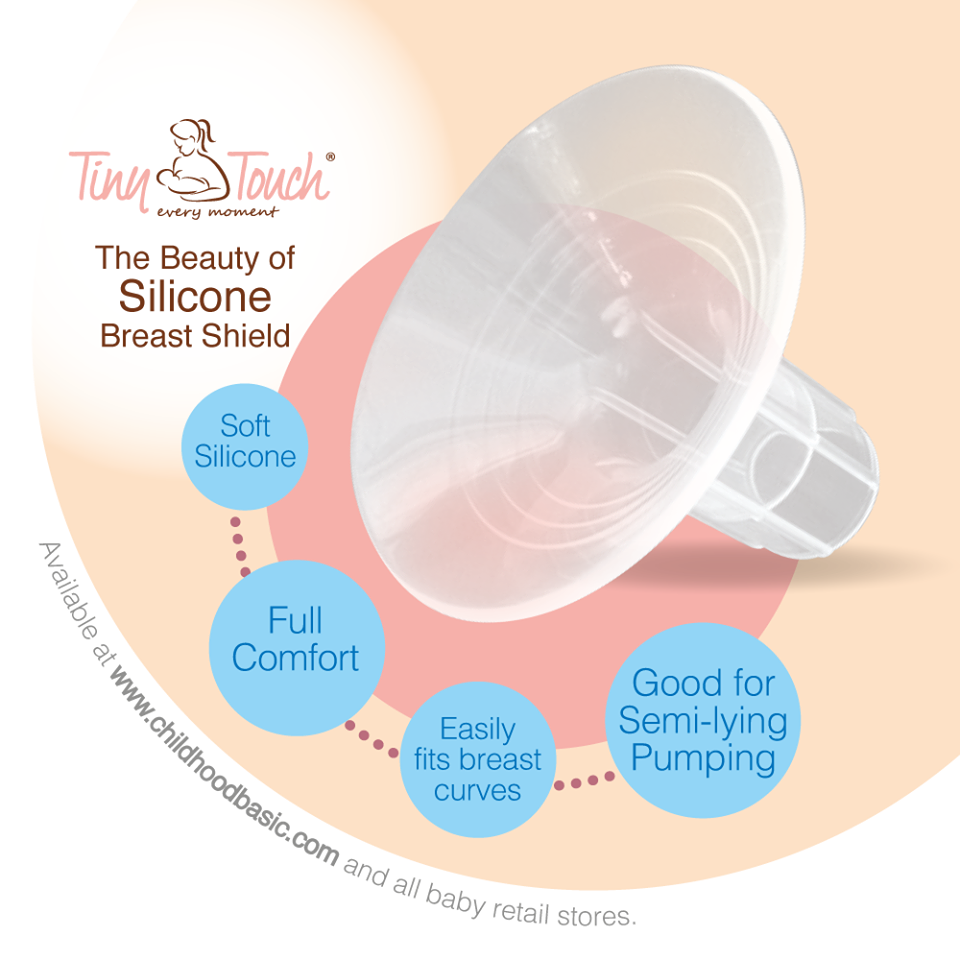 Tiny Touch®
every moment
The Beauty of
Silicone
Breast Shield
Soft
Silicone
Full
Comfort
Easily
fits breast
curves
Good for
Semi-lying
Pumping
Available at www.childhoodbasic.com and all baby retail stores.